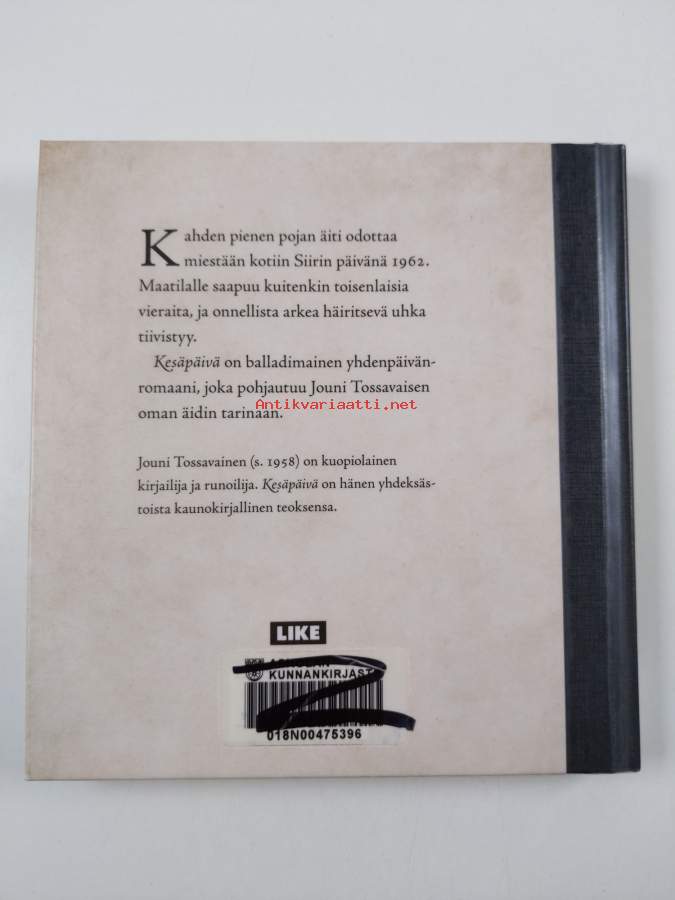 Kahden pienen pojan äiti odottaa
miestään kotiin Siirin päivänä 1962.
Maatilalle saapuu kuitenkin toisenlaisia
vieraita, ja onnellista arkea häiritsevä uhka
tiivistyy.
Kesäpäivä on balladimainen yhdenpäivän-
romaani, joka pohjautuu Jouni Tossavaisen
Antikvariaatti.net
oman äidin tarinaan.
Jouni Tossavainen (s. 1958) on kuopiolainen
kirjailija ja runoilija. Kesäpäivä on hänen yhdeksäs-
toista kaunokirjallinen teoksensa.
LIKE
KUNNANKIRJAST
018N00475396